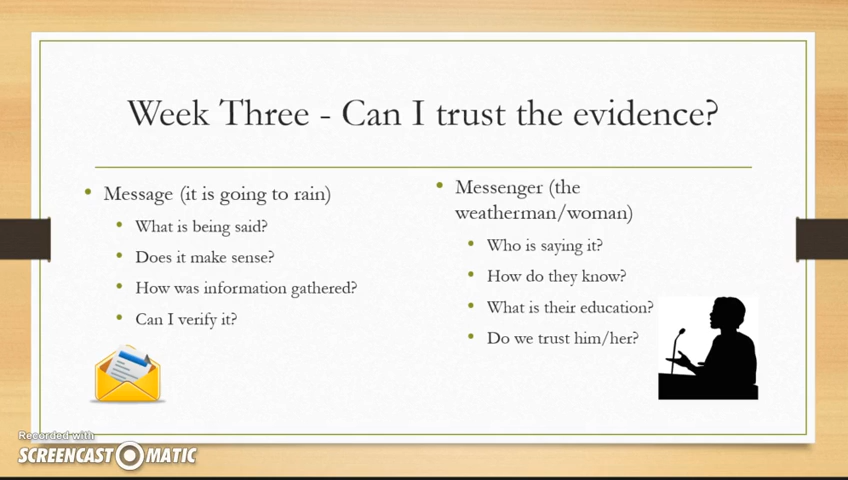 Week Three - Can I trust the evidence?
Message (it is going to rain)
What is being said?
Does it make sense?
How was information gathered?
Can I verify it?
Messenger (the
weatherman/woman)
Who is saying it?
How do they know?
What is their education?
Do we trust him/her?
Recorded with
SCREENCAST MATIC